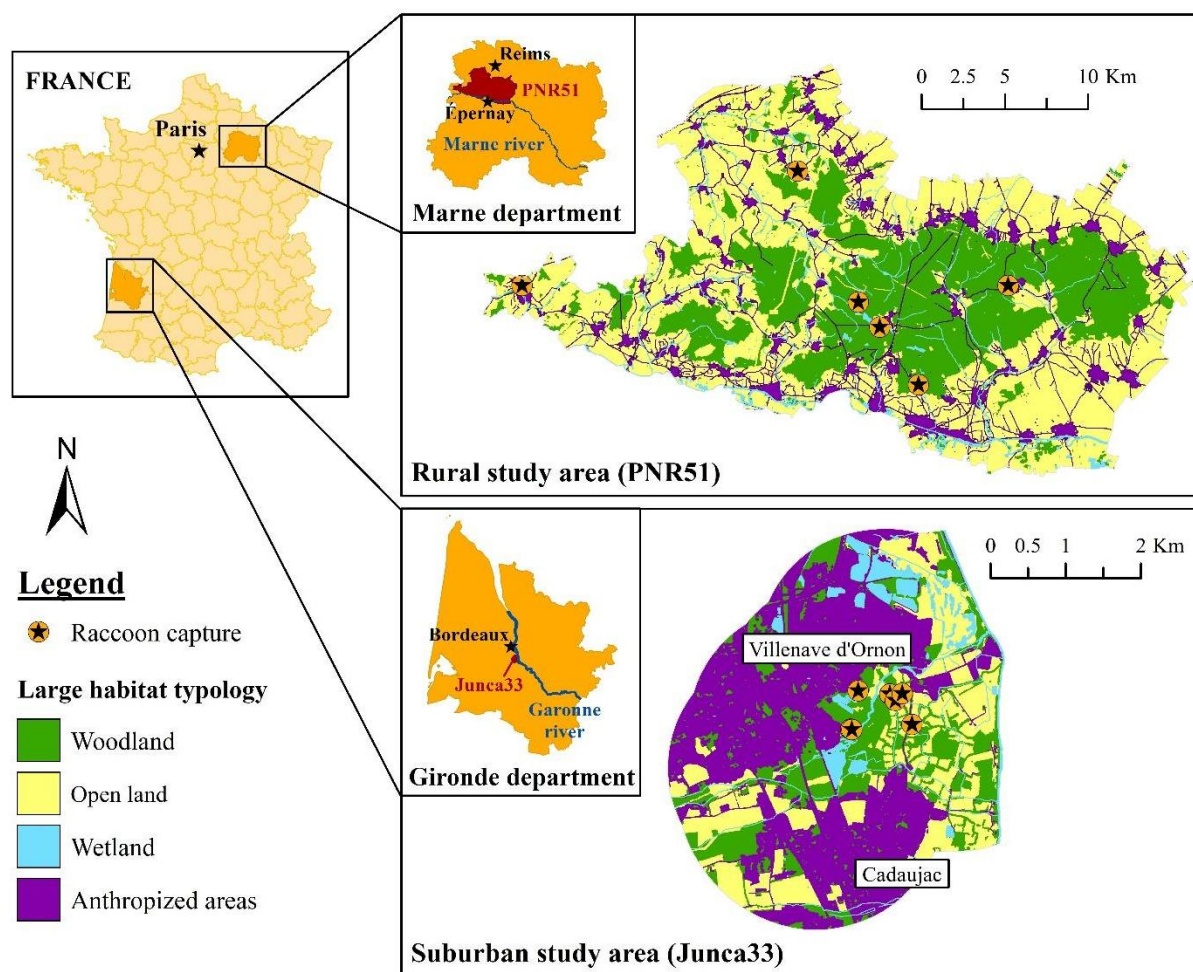 FRANCE
Paris
Reims
PNR51
Epernay
Marne river
Marne department
0 2.5 5 10 Km
Rural study area (PNR51)
N
Legend
Raccoon capture
Large habitat typology
Woodland
Open land
Wetland
Anthropized areas
Bordeaux
Junca33
Garonne
river
Gironde department
0 0.5 1 2 Km
Villenave d'Ornon
Cadaujac
Suburban study area (Junca33)